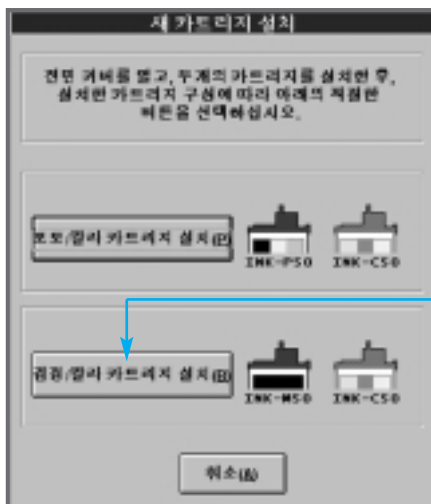 새 카트리지 설치
전면 커버를 열고, 두개의 카트리지를 설치한 후,
설치한 카트리지 구성에 따라 아래의 적절한
버튼을 선택하십시오.
포토/컬러 카트리지 설치(P)
INK-P50 INK-C50
검정/컬러 카트리지 설치(B)
INK-M50 INK-C50
취소(A)